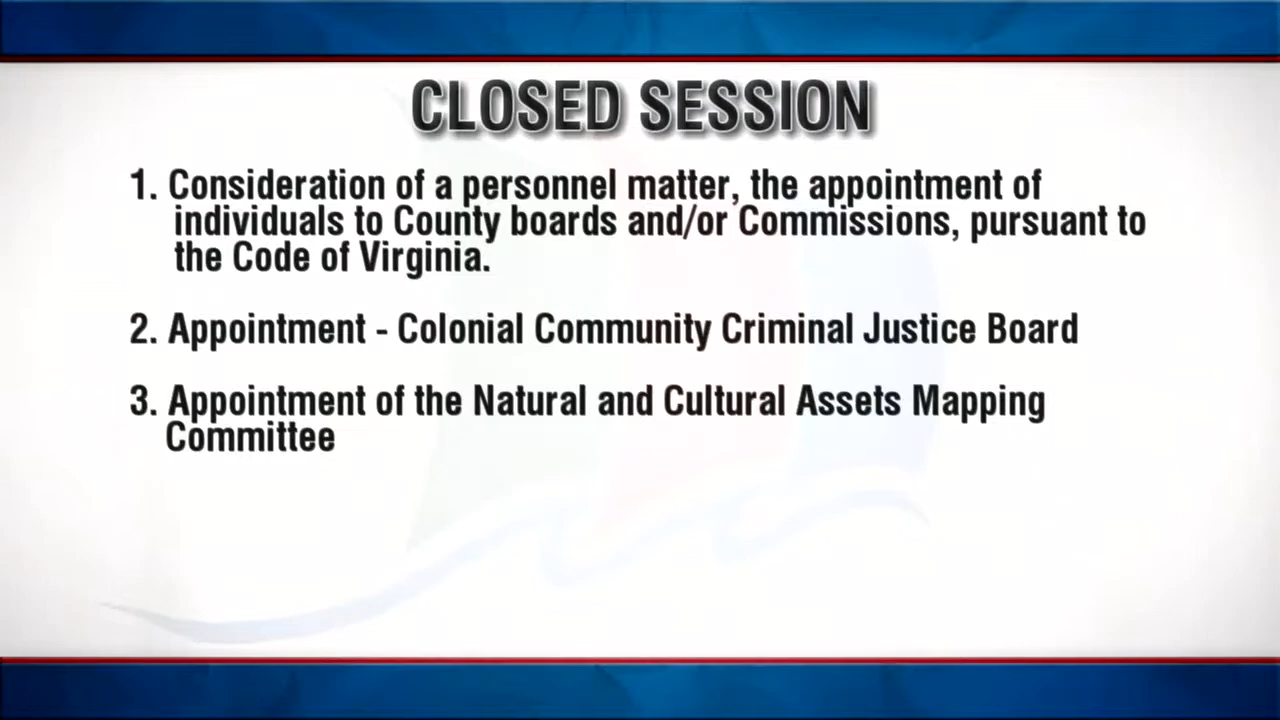 CLOSED SESSION
1. Consideration of a personnel matter, the appointment of
individuals to County boards and/or Commissions, pursuant to
the Code of Virginia.
2. Appointment - Colonial Community Criminal Justice Board
3. Appointment of the Natural and Cultural Assets Mapping
Committee